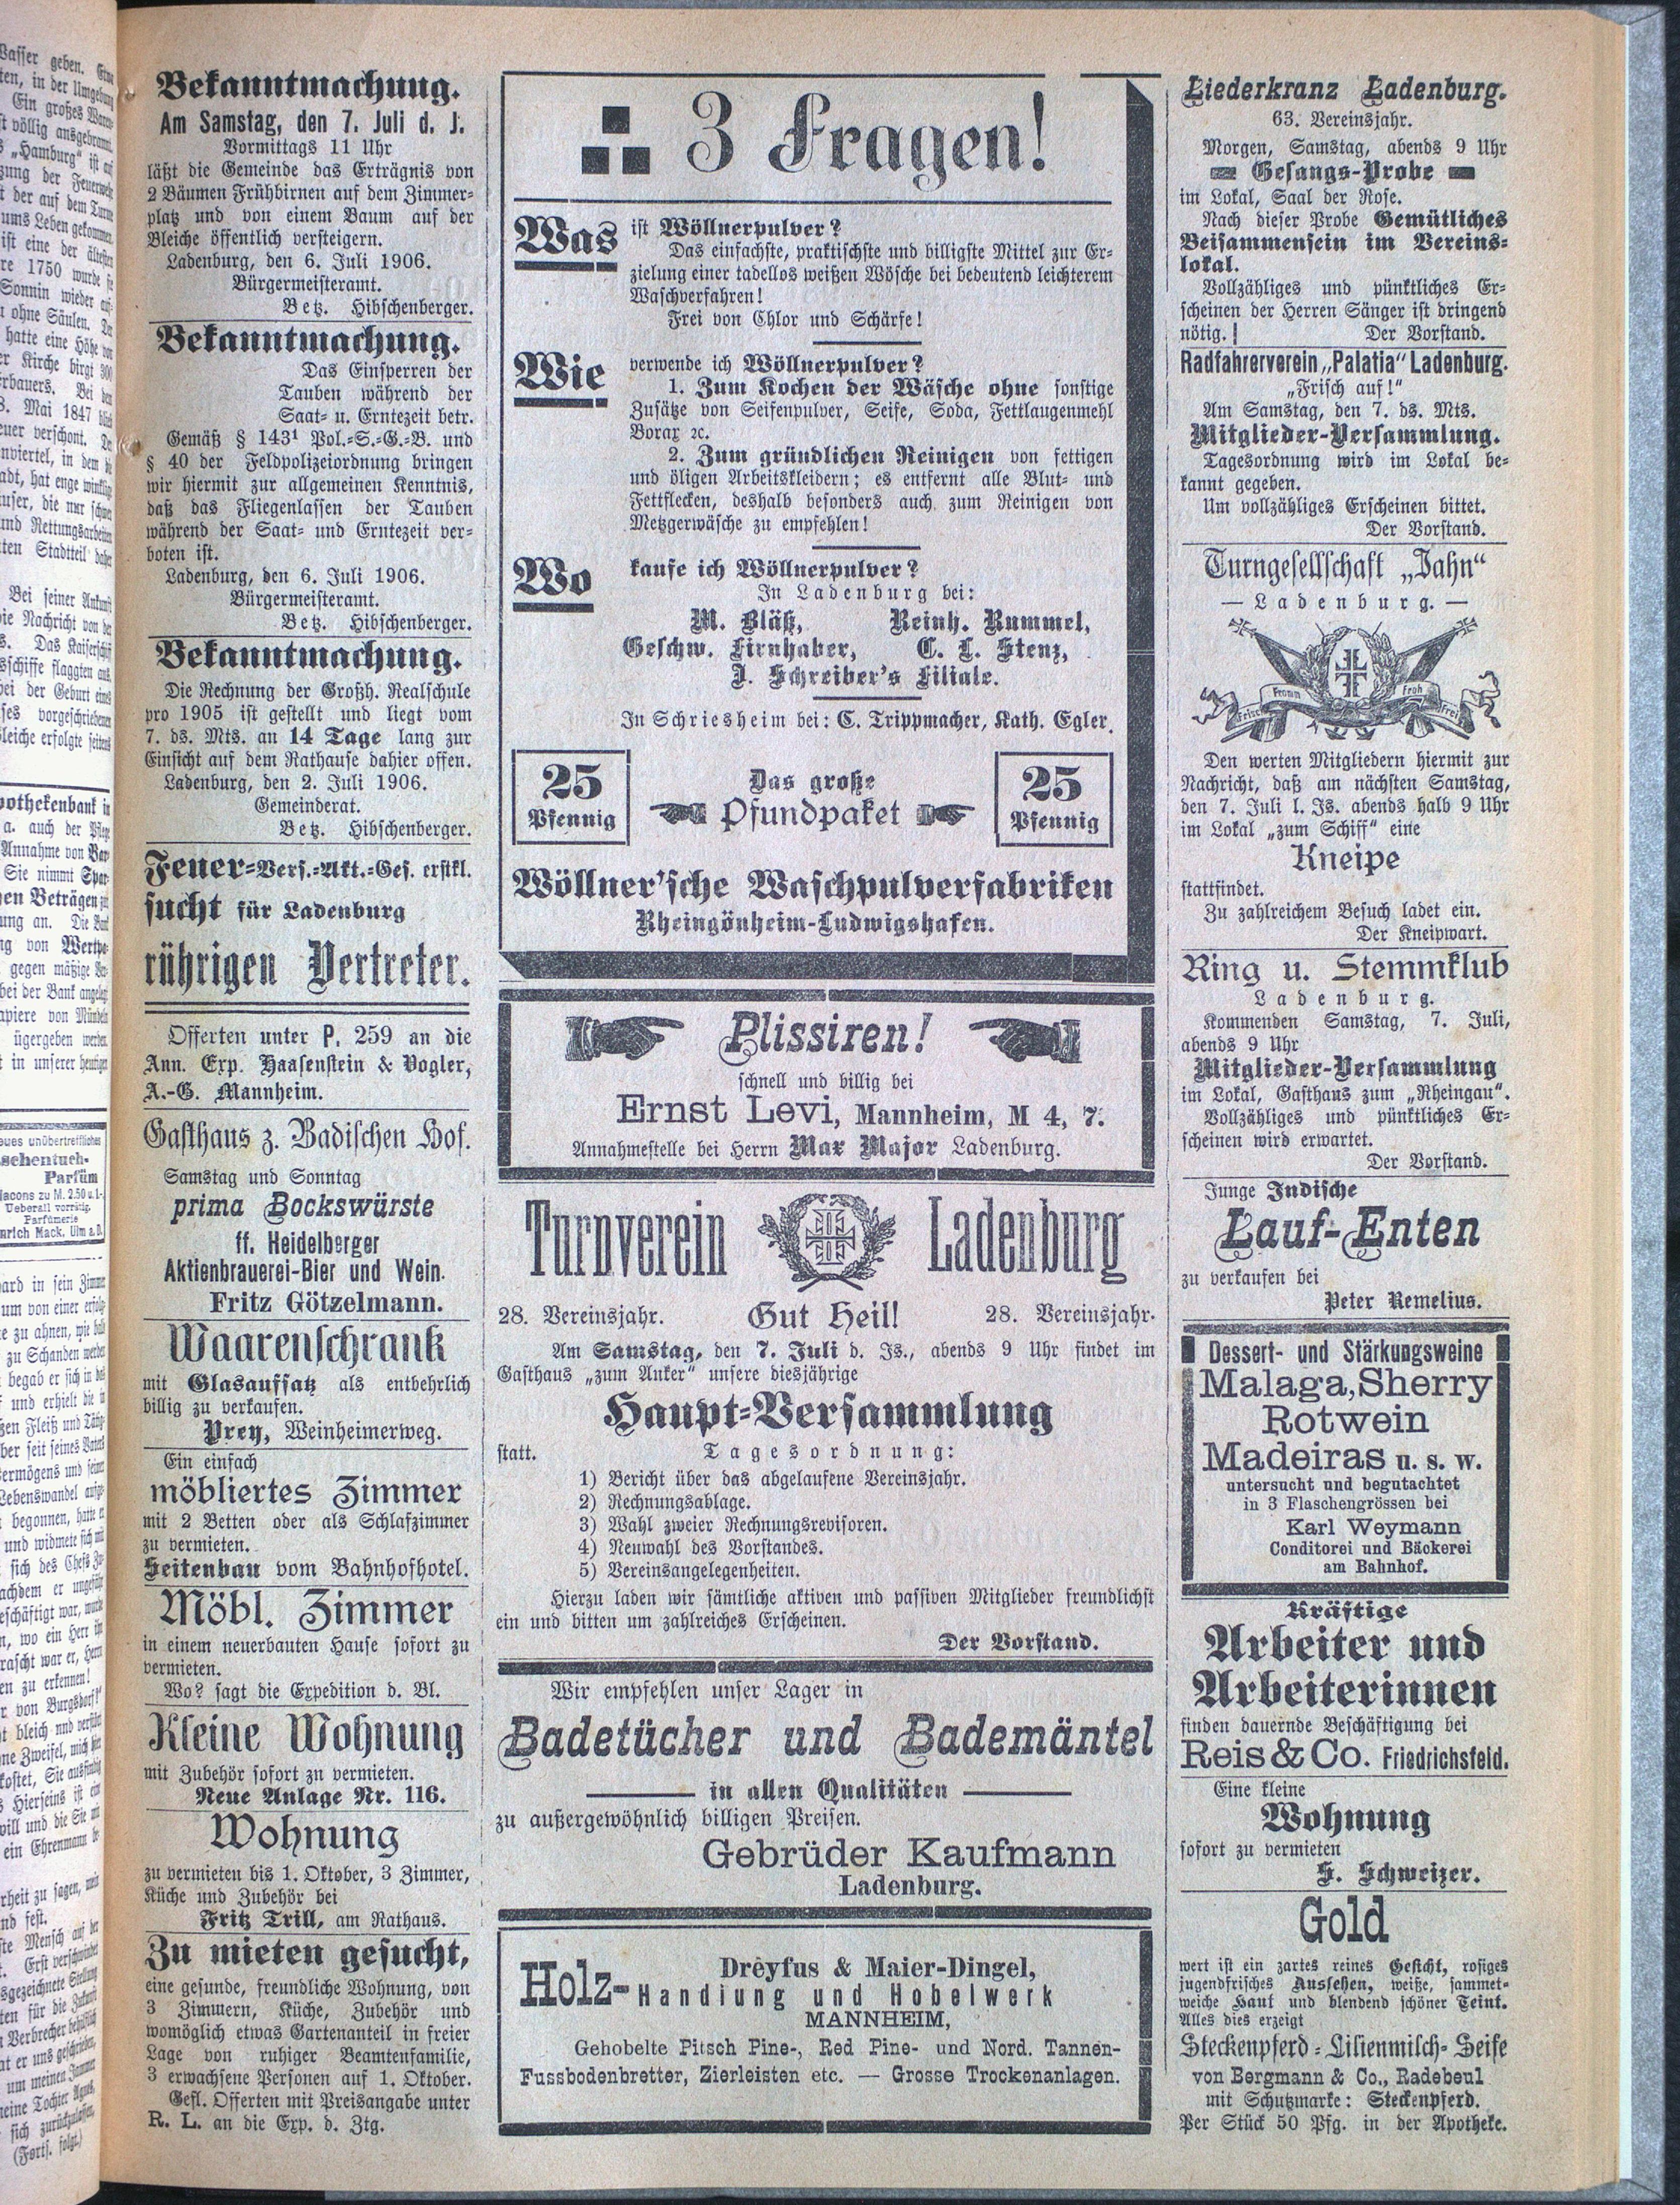 Bekanntmachung.
Am Samstag, den 7. Juli d. J.
Vormittags 11 Uhr
läßt die Gemeinde das Erträgnis von
2 Bäumen Frühbirnen auf dem Zimmer-
platz und von einem Baum auf der
Bleiche öffentlich versteigern.
Ladenburg, den 6. Juli 1906.
Bürgermeisteramt.
Betz. Hibschenberger.
Bekanntmachung.
Das Einsperren der
Tauben während der
Saat- u. Erntezeit betr.
Gemäß § 143¹ Pol.-S.-G.-B. und
§ 40 der Feldpolizeiordnung bringen
wir hiermit zur allgemeinen Kenntnis,
daß das Fliegenlassen der Tauben
während der Saat- und Erntezeit ver-
boten ist.
Ladenburg, den 6. Juli 1906.
Bürgermeisteramt.
Betz. Hibschenberger.
Bekanntmachung.
Die Rechnung der Großh. Realschule
pro 1905 ist gestellt und liegt vom
7. ds. Mts. an 14 Tage lang zur
Einsicht auf dem Rathause dahier offen.
Ladenburg, den 2. Juli 1906.
Gemeinderat.
Betz. Hibschenberger.
Feuer-Vers.-Akt.-Ges. erstkl.
sucht für Ladenburg
rührigen Vertreter.
Offerten unter P. 259 an die
Ann. Exp. Haasenstein & Vogler,
A.-G. Mannheim.
Gasthaus z. Badischen Hof.
Samstag und Sonntag
prima Bockswürste
ff. Heidelberger
Aktienbrauerei-Bier und Wein.
Fritz Götzelmann.
Waarenschrank
mit Glasaufsatz als entbehrlich
billig zu verkaufen.
Prey, Weinheimerweg.
Ein einfach
möbliertes Zimmer
mit 2 Betten oder als Schlafzimmer
zu vermieten.
Seitenbau vom Bahnhofhotel.
Möbl. Zimmer
in einem neuerbauten Hause sofort zu
vermieten.
Wo? sagt die Expedition d. Bl.
Kleine Wohnung
mit Zubehör sofort zu vermieten.
Neue Anlage Nr. 116.
Wohnung
zu vermieten bis 1. Oktober, 3 Zimmer,
Küche und Zubehör bei
Fritz Trill, am Rathaus.
Zu mieten gesucht,
eine gesunde, freundliche Wohnung, von
3 Zimmern, Küche, Zubehör und
womöglich etwas Gartenanteil in freier
Lage von ruhiger Beamtenfamilie,
3 erwachsene Personen auf 1. Oktober.
Gefl. Offerten mit Preisangabe unter
R. L. an die Exp. d. Ztg.
3 Fragen!
Was ist Wöllnerpulver?
Das einfachste, praktischste und billigste Mittel zur Er-
zielung einer tadellos weißen Wösche bei bedeutend leichterem
Waschverfahren!
Frei von Chlor und Schärfe!
Wie verwende ich Wöllnerpulver?
1. Zum Kochen der Wäsche ohne sonstige
Zusätze von Seifenpulver, Seife, Soda, Fettlaugenmehl
Borax ꝛc.
2. Zum gründlichen Reinigen von fettigen
und öligen Arbeitskleidern; es entfernt alle Blut- und
Fettflecken, deshalb besonders auch zum Reinigen von
Metzgerwäsche zu empfehlen!
Wo kaufe ich Wöllnerpulver?
In Ladenburg bei:
M. Bläß, Reinh. Rummel,
Geschw. Firnhaber, C. L. Stenz,
J. Schreiber's Filiale.
In Schriesheim bei: C. Trippmacher, Kath. Egler.
25 Pfennig
Das große
Pfundpaket
25 Pfennig
Wöllner'sche Waschpulverfabriken
Rheingönheim-Ludwigshafen.
Plissiren!
schnell und billig bei
Ernst Levi, Mannheim, M 4, 7.
Annahmestelle bei Herrn Max Major Ladenburg.
Turnverein Ladenburg
28. Vereinsjahr. Gut Heil! 28. Vereinsjahr.
Am Samstag, den 7. Juli d. Js., abends 9 Uhr findet im
Gasthaus „zum Anker“ unsere diesjährige
Haupt-Versammlung
statt. Tagesordnung:
1) Bericht über das abgelaufene Vereinsjahr.
2) Rechnungsablage.
3) Wahl zweier Rechnungsrevisoren.
4) Neuwahl des Vorstandes.
5) Vereinsangelegenheiten.
Hierzu laden wir sämtliche aktiven und passiven Mitglieder freundlichst
ein und bitten um zahlreiches Erscheinen.
Der Vorstand.
Wir empfehlen unser Lager in
Badetücher und Bademäntel
in allen Qualitäten
zu außergewöhnlich billigen Preisen.
Gebrüder Kaufmann
Ladenburg.
Dreyfus & Maier-Dingel,
Holz-Handlung und Hobelwerk
MANNHEIM,
Gehobelte Pitsch Pine-, Red Pine- und Nord. Tannen-
Fussbodenbretter, Zierleisten etc. — Grosse Trockenanlagen.
Liederkranz Ladenburg.
63. Vereinsjahr.
Morgen, Samstag, abends 9 Uhr
Gesangs-Probe
im Lokal, Saal der Rose.
Nach dieser Probe Gemütliches
Beisammensein im Vereins-
lokal.
Vollzähliges und pünktliches Er-
scheinen der Herren Sänger ist dringend
nötig. Der Vorstand.
Radfahrerverein „Palatia“ Ladenburg.
„Frisch auf!“
Am Samstag, den 7. ds. Mts.
Mitglieder-Versammlung.
Tagesordnung wird im Lokal be-
kannt gegeben.
Um vollzähliges Erscheinen bittet.
Der Vorstand.
Turngesellschaft „Jahn“
— Ladenburg. —
Frisch Fromm Froh Frei
Den werten Mitgliedern hiermit zur
Nachricht, daß am nächsten Samstag,
den 7. Juli l. Js. abends halb 9 Uhr
im Lokal „zum Schiff“ eine
Kneipe
stattfindet.
Zu zahlreichem Besuch ladet ein.
Der Kneipwart.
Ring u. Stemmklub
Ladenburg.
Kommenden Samstag, 7. Juli,
abends 9 Uhr
Mitglieder-Versammlung
im Lokal, Gasthaus zum „Rheingau“.
Vollzähliges und pünktliches Er-
scheinen wird erwartet.
Der Vorstand.
Junge Indische
Lauf-Enten
zu verkaufen bei
Peter Remelius.
Dessert- und Stärkungsweine
Malaga, Sherry
Rotwein
Madeiras u. s. w.
untersucht und begutachtet
in 3 Flaschengrössen bei
Karl Weymann
Conditorei und Bäckerei
am Bahnhof.
Kräftige
Arbeiter und
Arbeiterinnen
finden dauernde Beschäftigung bei
Reis & Co. Friedrichsfeld.
Eine kleine
Wohnung
sofort zu vermieten
S. Schweizer.
Gold
wert ist ein zartes reines Gesicht, rosiges
jugendfrisches Aussehen, weiße, sammet-
weiche Haut und blendend schöner Teint.
Alles dies erzeigt
Steckenpferd-Lilienmilch-Seife
von Bergmann & Co., Radebeul
mit Schutzmarke: Steckenpferd.
Per Stück 50 Pfg. in der Apotheke.